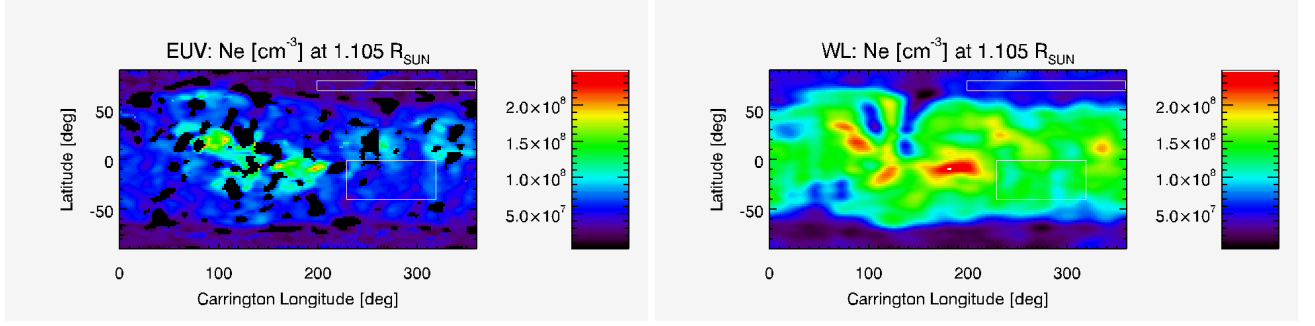 EUV: Ne [cm⁻³] at 1.105 R_SUN
Latitude [deg]
50
0
-50
0 100 200 300
Carrington Longitude [deg]
2.0×10⁸
1.5×10⁸
1.0×10⁸
5.0×10⁷
WL: Ne [cm⁻³] at 1.105 R_SUN
Latitude [deg]
50
0
-50
0 100 200 300
Carrington Longitude [deg]
2.0×10⁸
1.5×10⁸
1.0×10⁸
5.0×10⁷